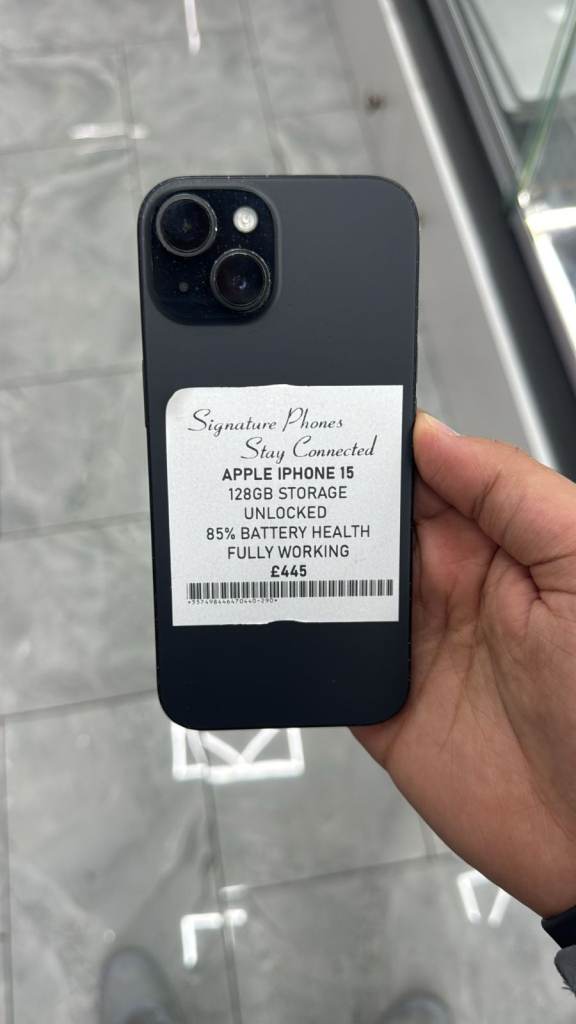 Signature Phones
Stay Connected
APPLE IPHONE 15
128GB STORAGE
UNLOCKED
85% BATTERY HEALTH
FULLY WORKING
£445